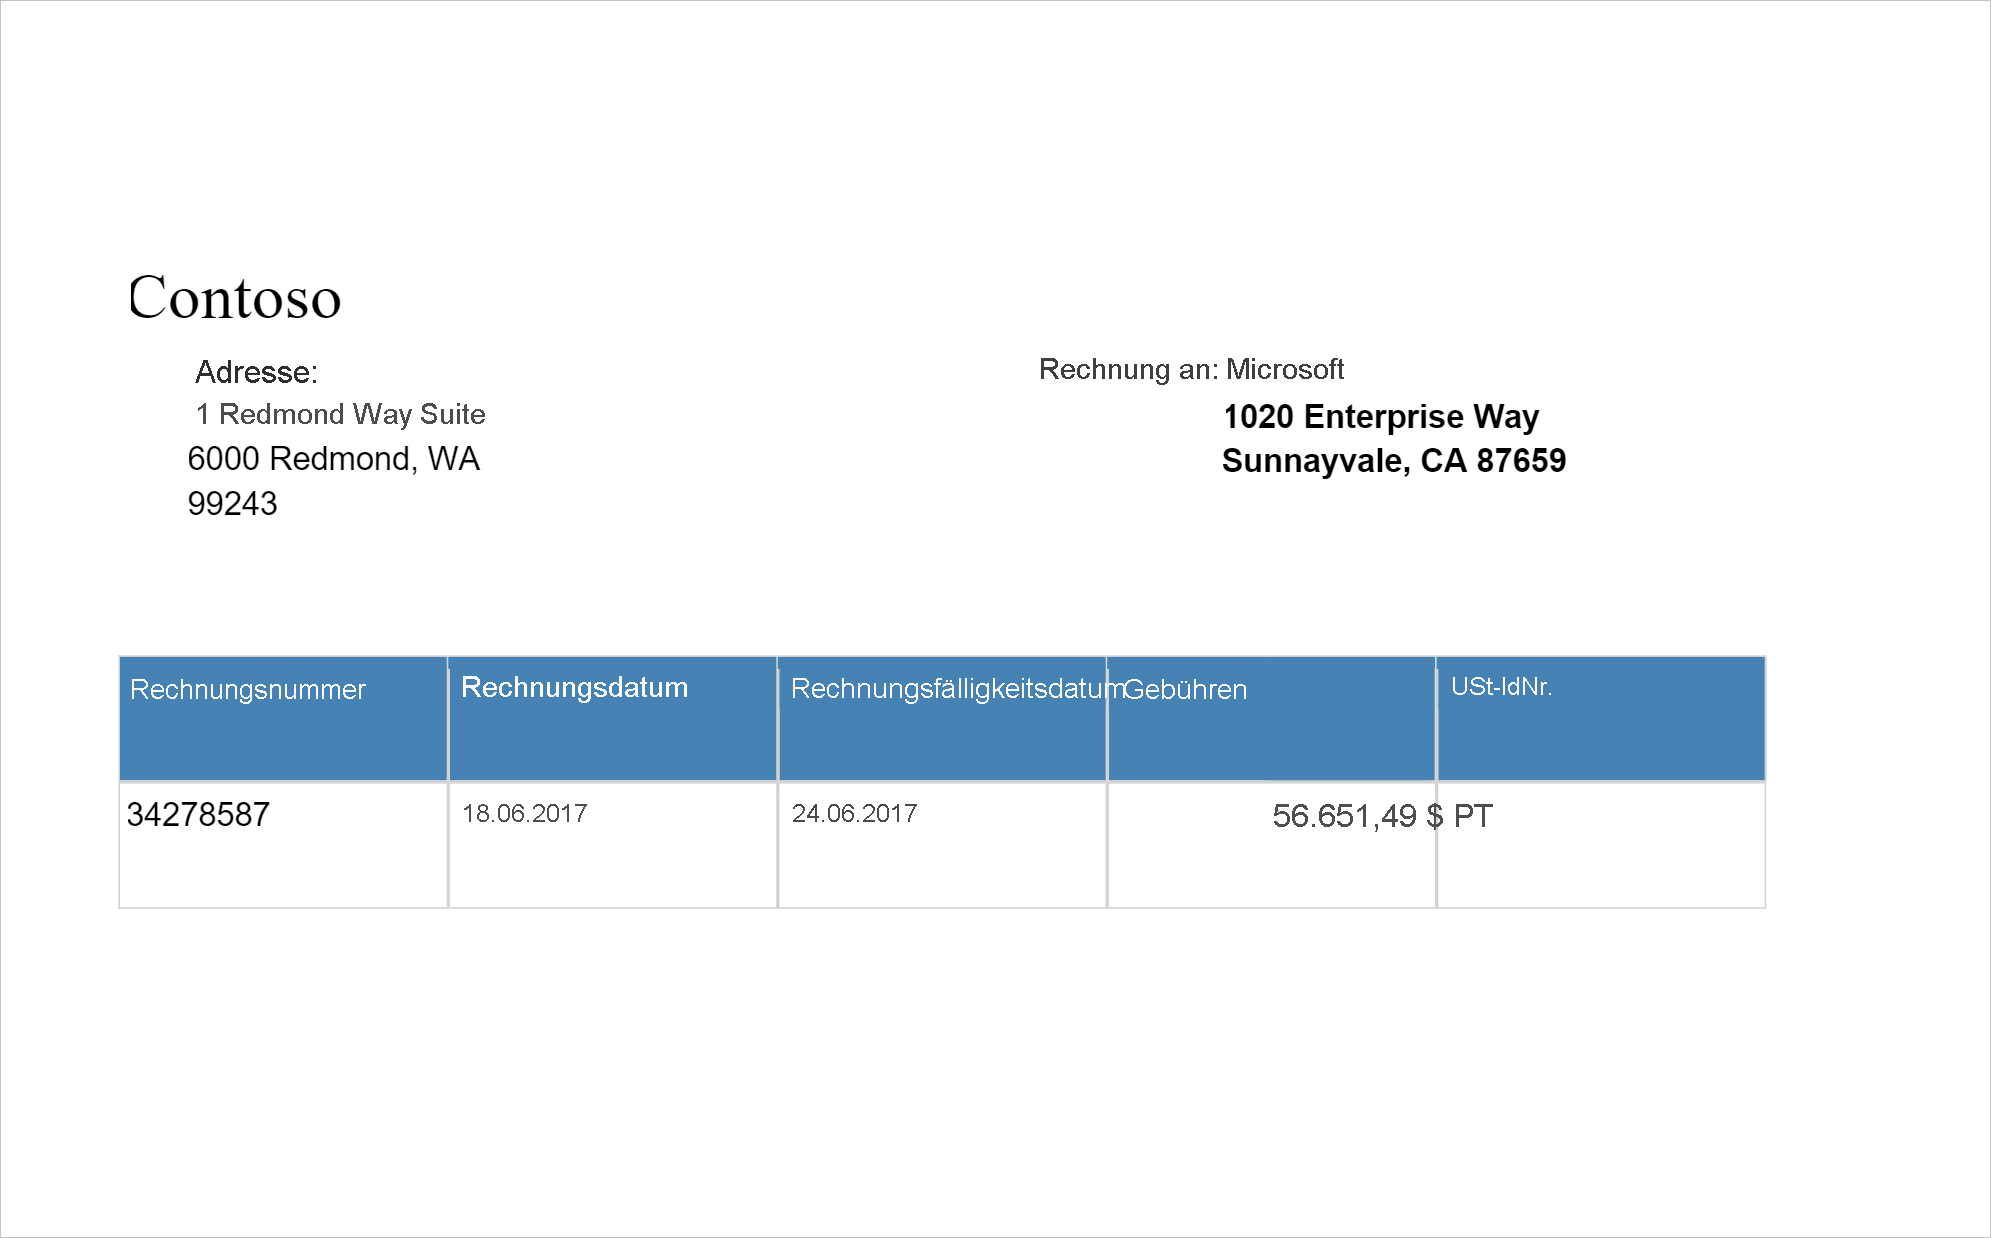 Contoso
Adresse:
1 Redmond Way Suite
6000 Redmond, WA
99243
Rechnung an: Microsoft
1020 Enterprise Way
Sunnayvale, CA 87659
Rechnungsnummer Rechnungsdatum Rechnungsfälligkeitsdatum Gebühren USt-IdNr.
34278587 18.06.2017 24.06.2017 56.651,49 $ PT